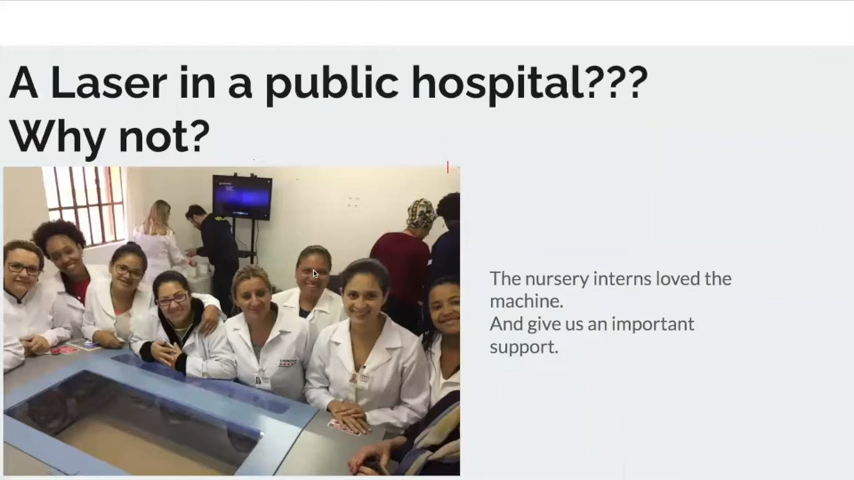 A Laser in a public hospital???
Why not?
The nursery interns loved the
machine.
And give us an important
support.